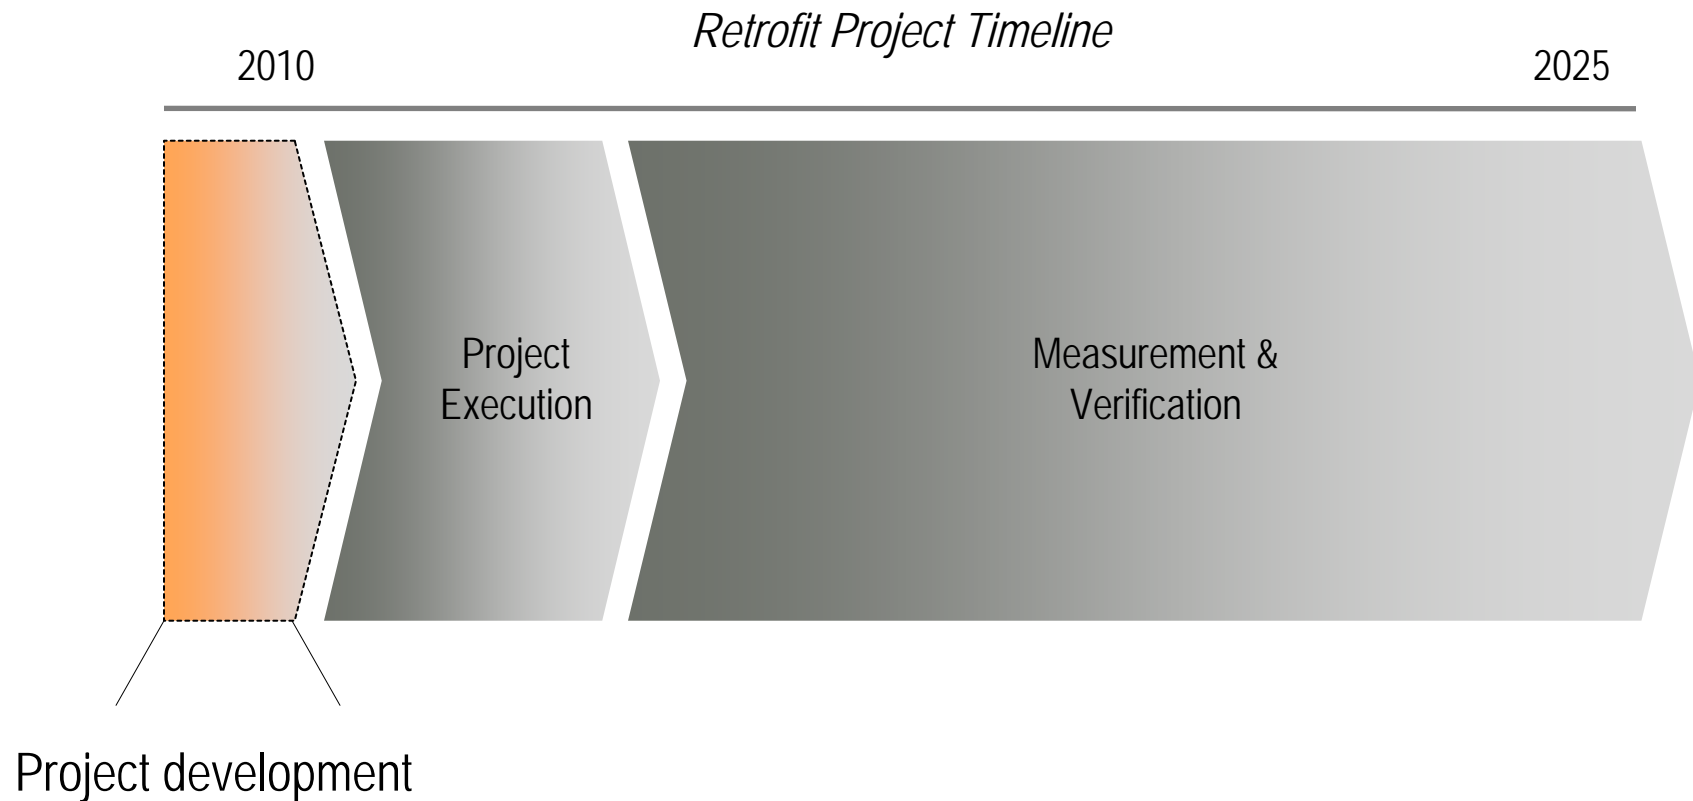 Retrofit Project Timeline
2010
2025
Project
Execution
Measurement &
Verification
Project development